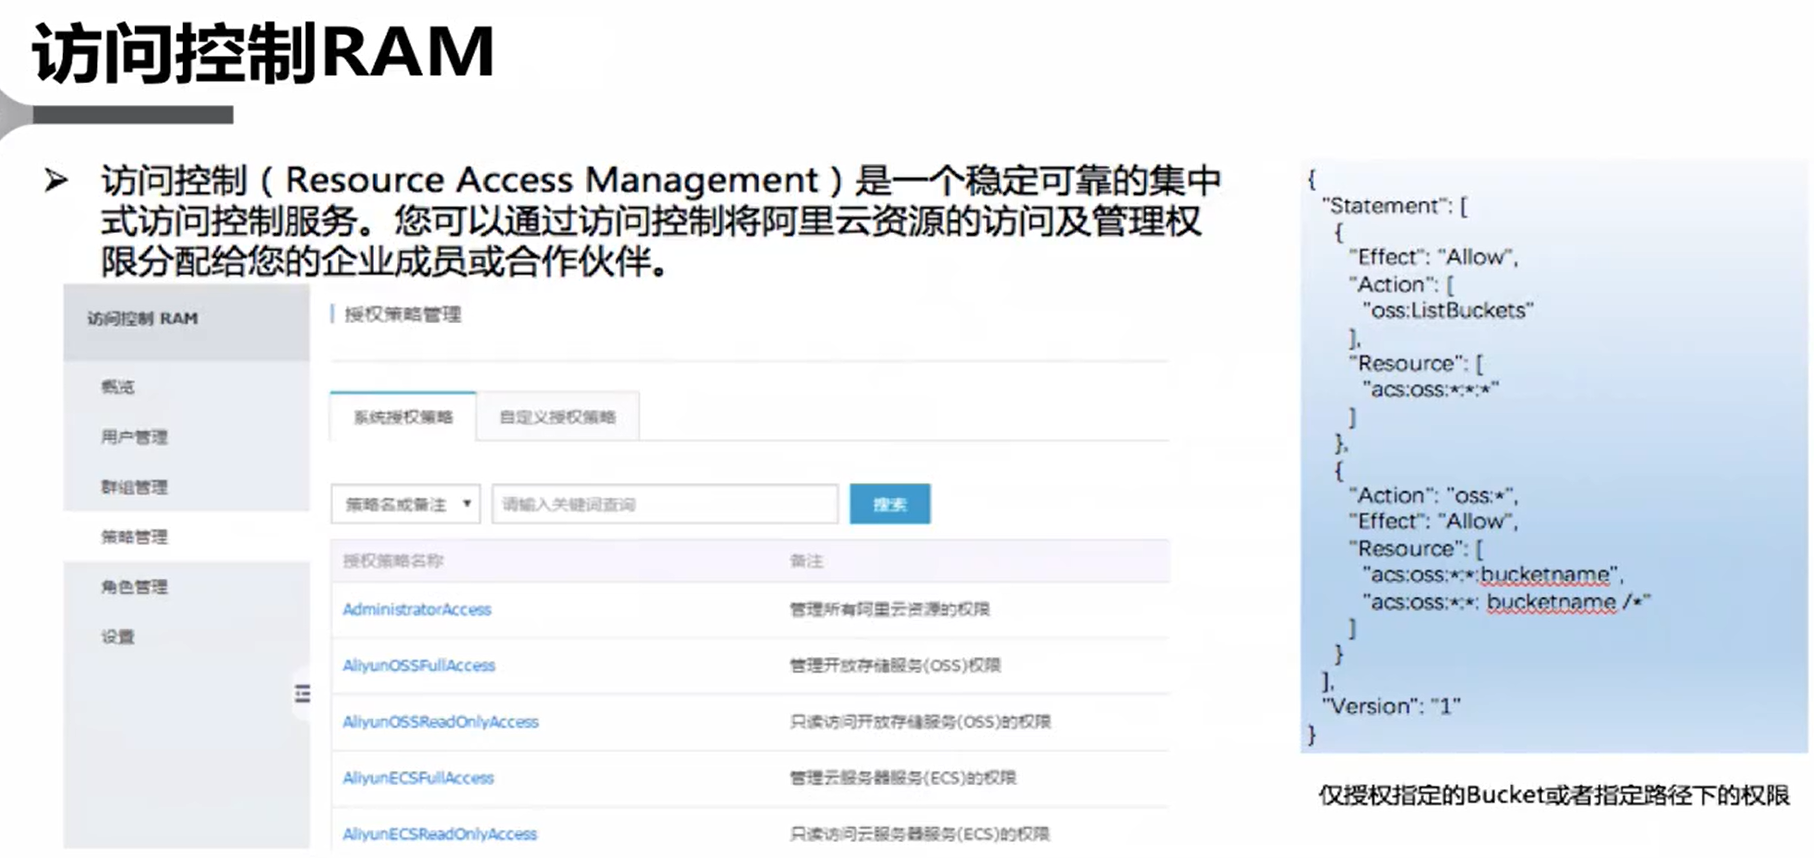 访问控制RAM
➢ 访问控制（Resource Access Management）是一个稳定可靠的集中
式访问控制服务。您可以通过访问控制将阿里云资源的访问及管理权
限分配给您的企业成员或合作伙伴。
访问控制 RAM
概览
用户管理
群组管理
策略管理
角色管理
设置
授权策略管理
系统授权策略 自定义授权策略
策略名或备注 请输入关键词查询 搜索
授权策略名称 备注
AdministratorAccess 管理所有阿里云资源的权限
AliyunOSSFullAccess 管理开放存储服务(OSS)权限
AliyunOSSReadOnlyAccess 只读访问开放存储服务(OSS)的权限
AliyunECSFullAccess 管理云服务器服务(ECS)的权限
AliyunECSReadOnlyAccess 只读访问云服务器服务(ECS)的权限
{
"Statement": [
{
"Effect": "Allow",
"Action": [
"oss:ListBuckets"
],
"Resource": [
"acs:oss:*:*:*"
]
},
{
"Action": "oss:*",
"Effect": "Allow",
"Resource": [
"acs:oss:*:*:bucketname",
"acs:oss:*:*: bucketname /*"
]
}
],
"Version": "1"
}
仅授权指定的Bucket或者指定路径下的权限